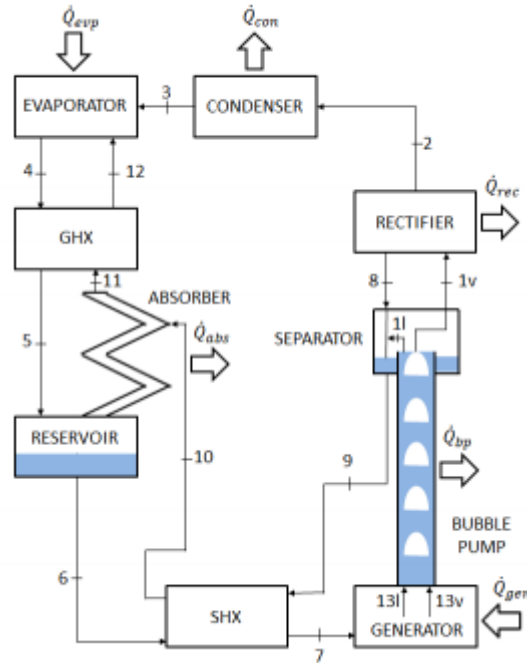 Q̇evp
Q̇con
3
EVAPORATOR
CONDENSER
4
12
2
GHX
RECTIFIER
Q̇rec
11
8
1v
ABSORBER
5
SEPARATOR
1l
Q̇abs
RESERVOIR
10
9
Q̇bp
BUBBLE
PUMP
6
SHX
7
13l
13v
GENERATOR
Q̇gen